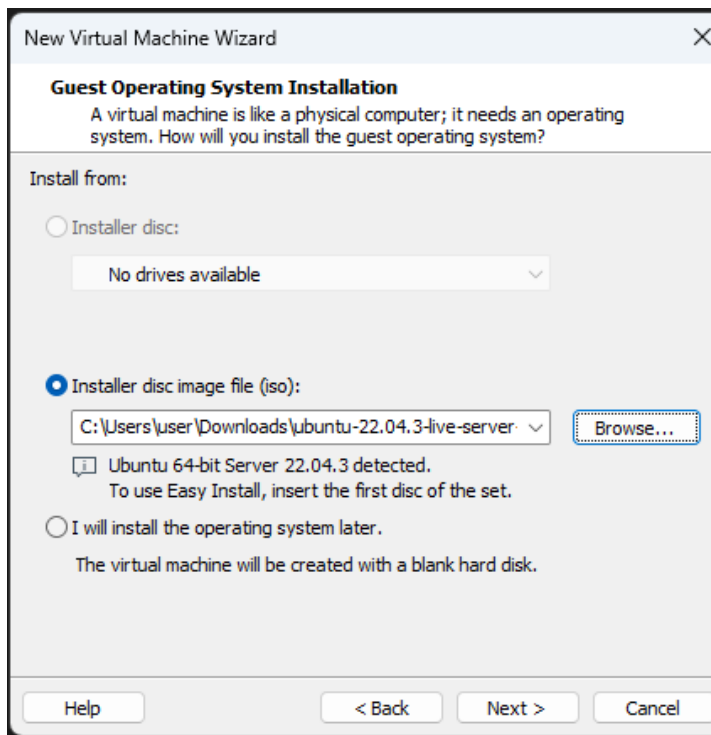 New Virtual Machine Wizard
Guest Operating System Installation
A virtual machine is like a physical computer; it needs an operating
system. How will you install the guest operating system?
Install from:
Installer disc:
No drives available
Installer disc image file (iso):
C:\Users\user\Downloads\ubuntu-22.04.3-live-server-
Browse...
Ubuntu 64-bit Server 22.04.3 detected.
To use Easy Install, insert the first disc of the set.
I will install the operating system later.
The virtual machine will be created with a blank hard disk.
Help
< Back
Next >
Cancel